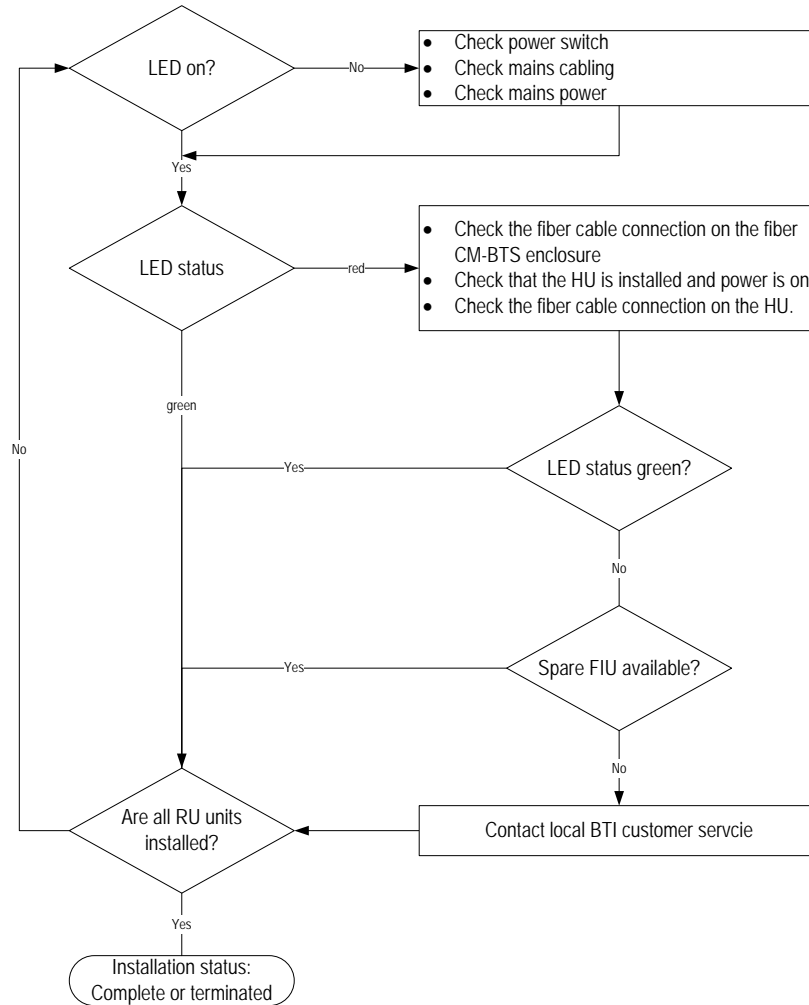 LED on?
No
• Check power switch
• Check mains cabling
• Check mains power
Yes
LED status
red
• Check the fiber cable connection on the fiber
CM-BTS enclosure
• Check that the HU is installed and power is on
• Check the fiber cable connection on the HU.
green
No
Yes
LED status green?
No
Yes
Spare FIU available?
No
Are all RU units
installed?
Contact local BTI customer servcie
Yes
Installation status:
Complete or terminated